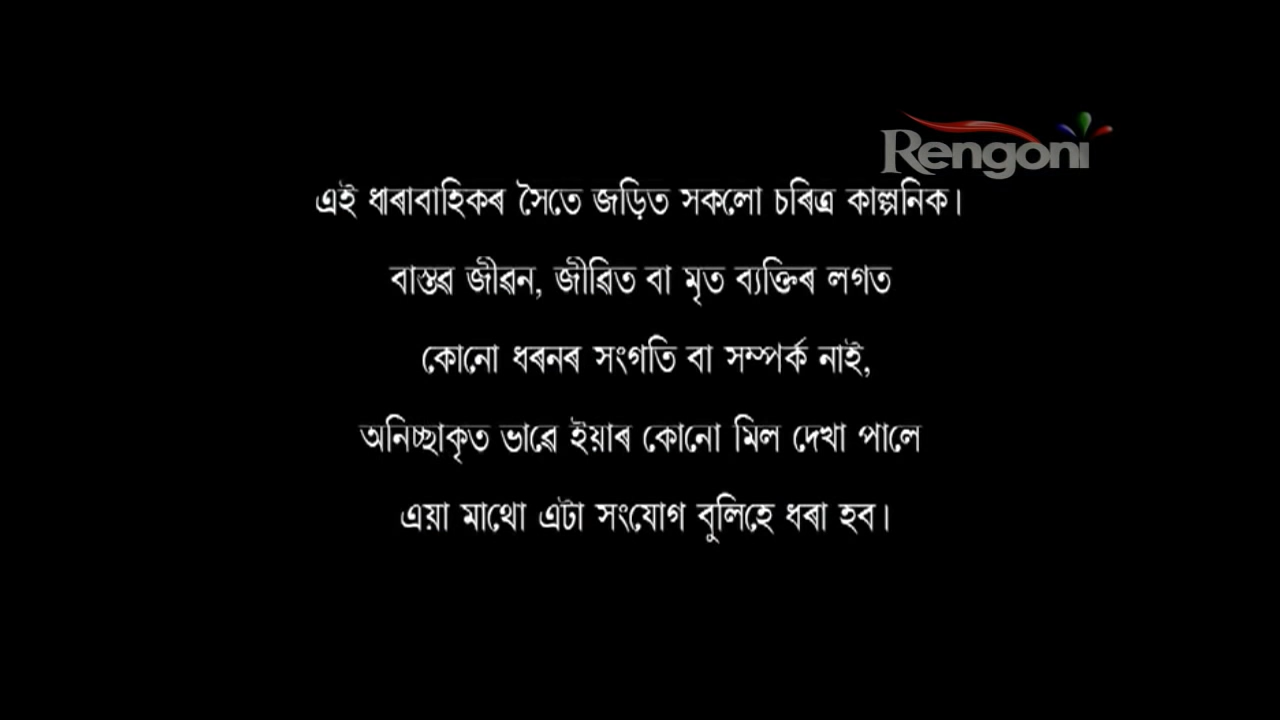 Rengoni
এই ধাৰাবাহিকৰ সৈতে জড়িত সকলো চৰিত্ৰ কাল্পনিক।
বাস্তৱ জীৱন, জীৱিত বা মৃত ব্যক্তিৰ লগত
কোনো ধৰনৰ সংগতি বা সম্পৰ্ক নাই,
অনিচ্ছাকৃত ভাৱে ইয়াৰ কোনো মিল দেখা পালে
এয়া মাথো এটা সংযোগ বুলিহে ধৰা হব।